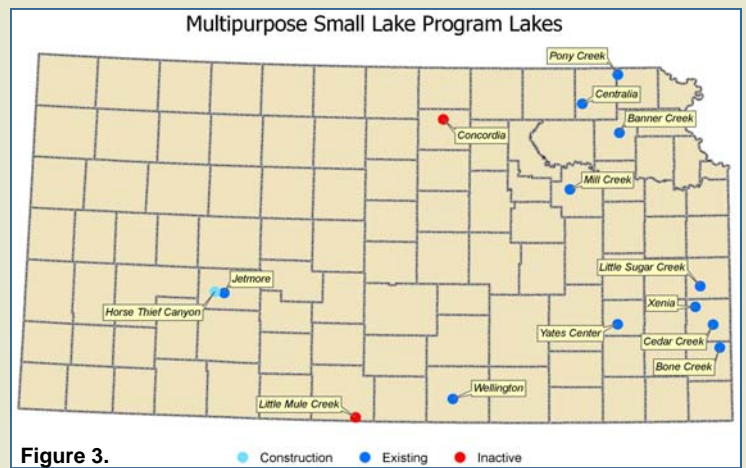 Multipurpose Small Lake Program Lakes
Pony Creek
Centralia
Banner Creek
Concordia
Mill Creek
Little Sugar Creek
Jetmore
Xenia
Horse Thief Canyon
Yates Center
Cedar Creek
Bone Creek
Wellington
Little Mule Creek
Figure 3.
Construction Existing Inactive